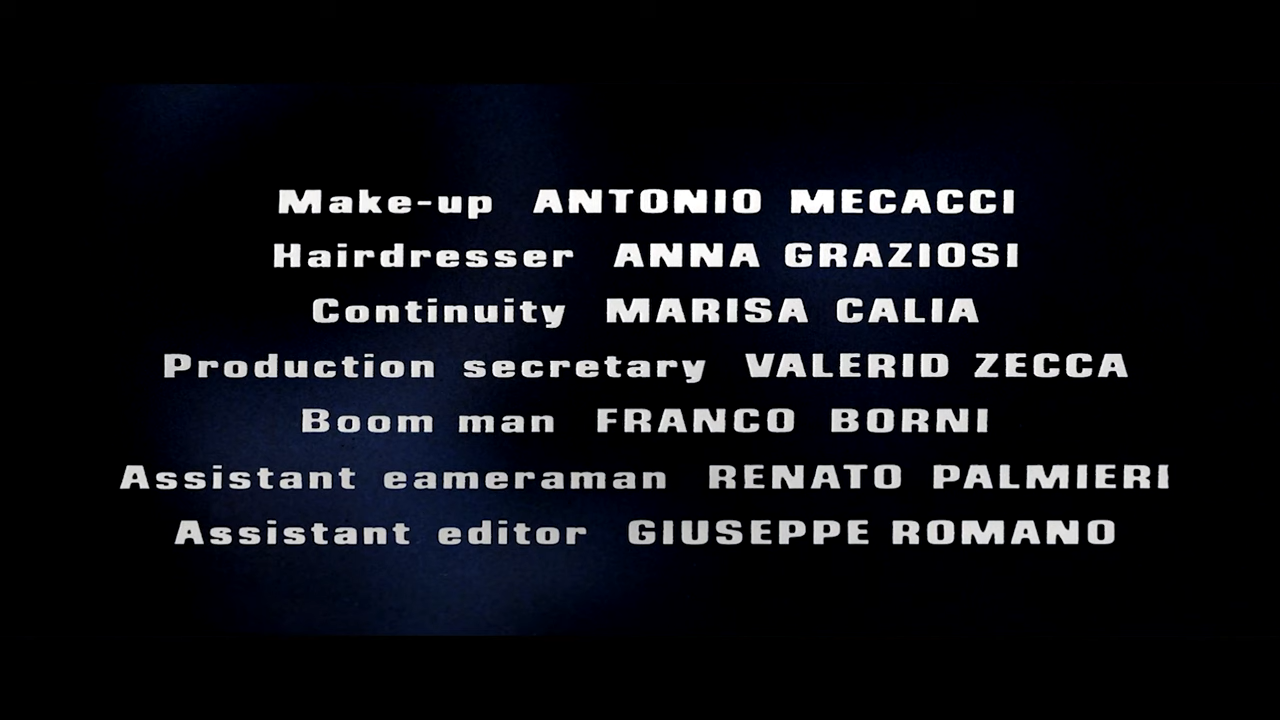 Make-up ANTONIO MECACCI
Hairdresser ANNA GRAZIOSI
Continuity MARISA CALIA
Production secretary VALERID ZECCA
Boom man FRANCO BORNI
Assistant eameraman RENATO PALMIERI
Assistant editor GIUSEPPE ROMANO